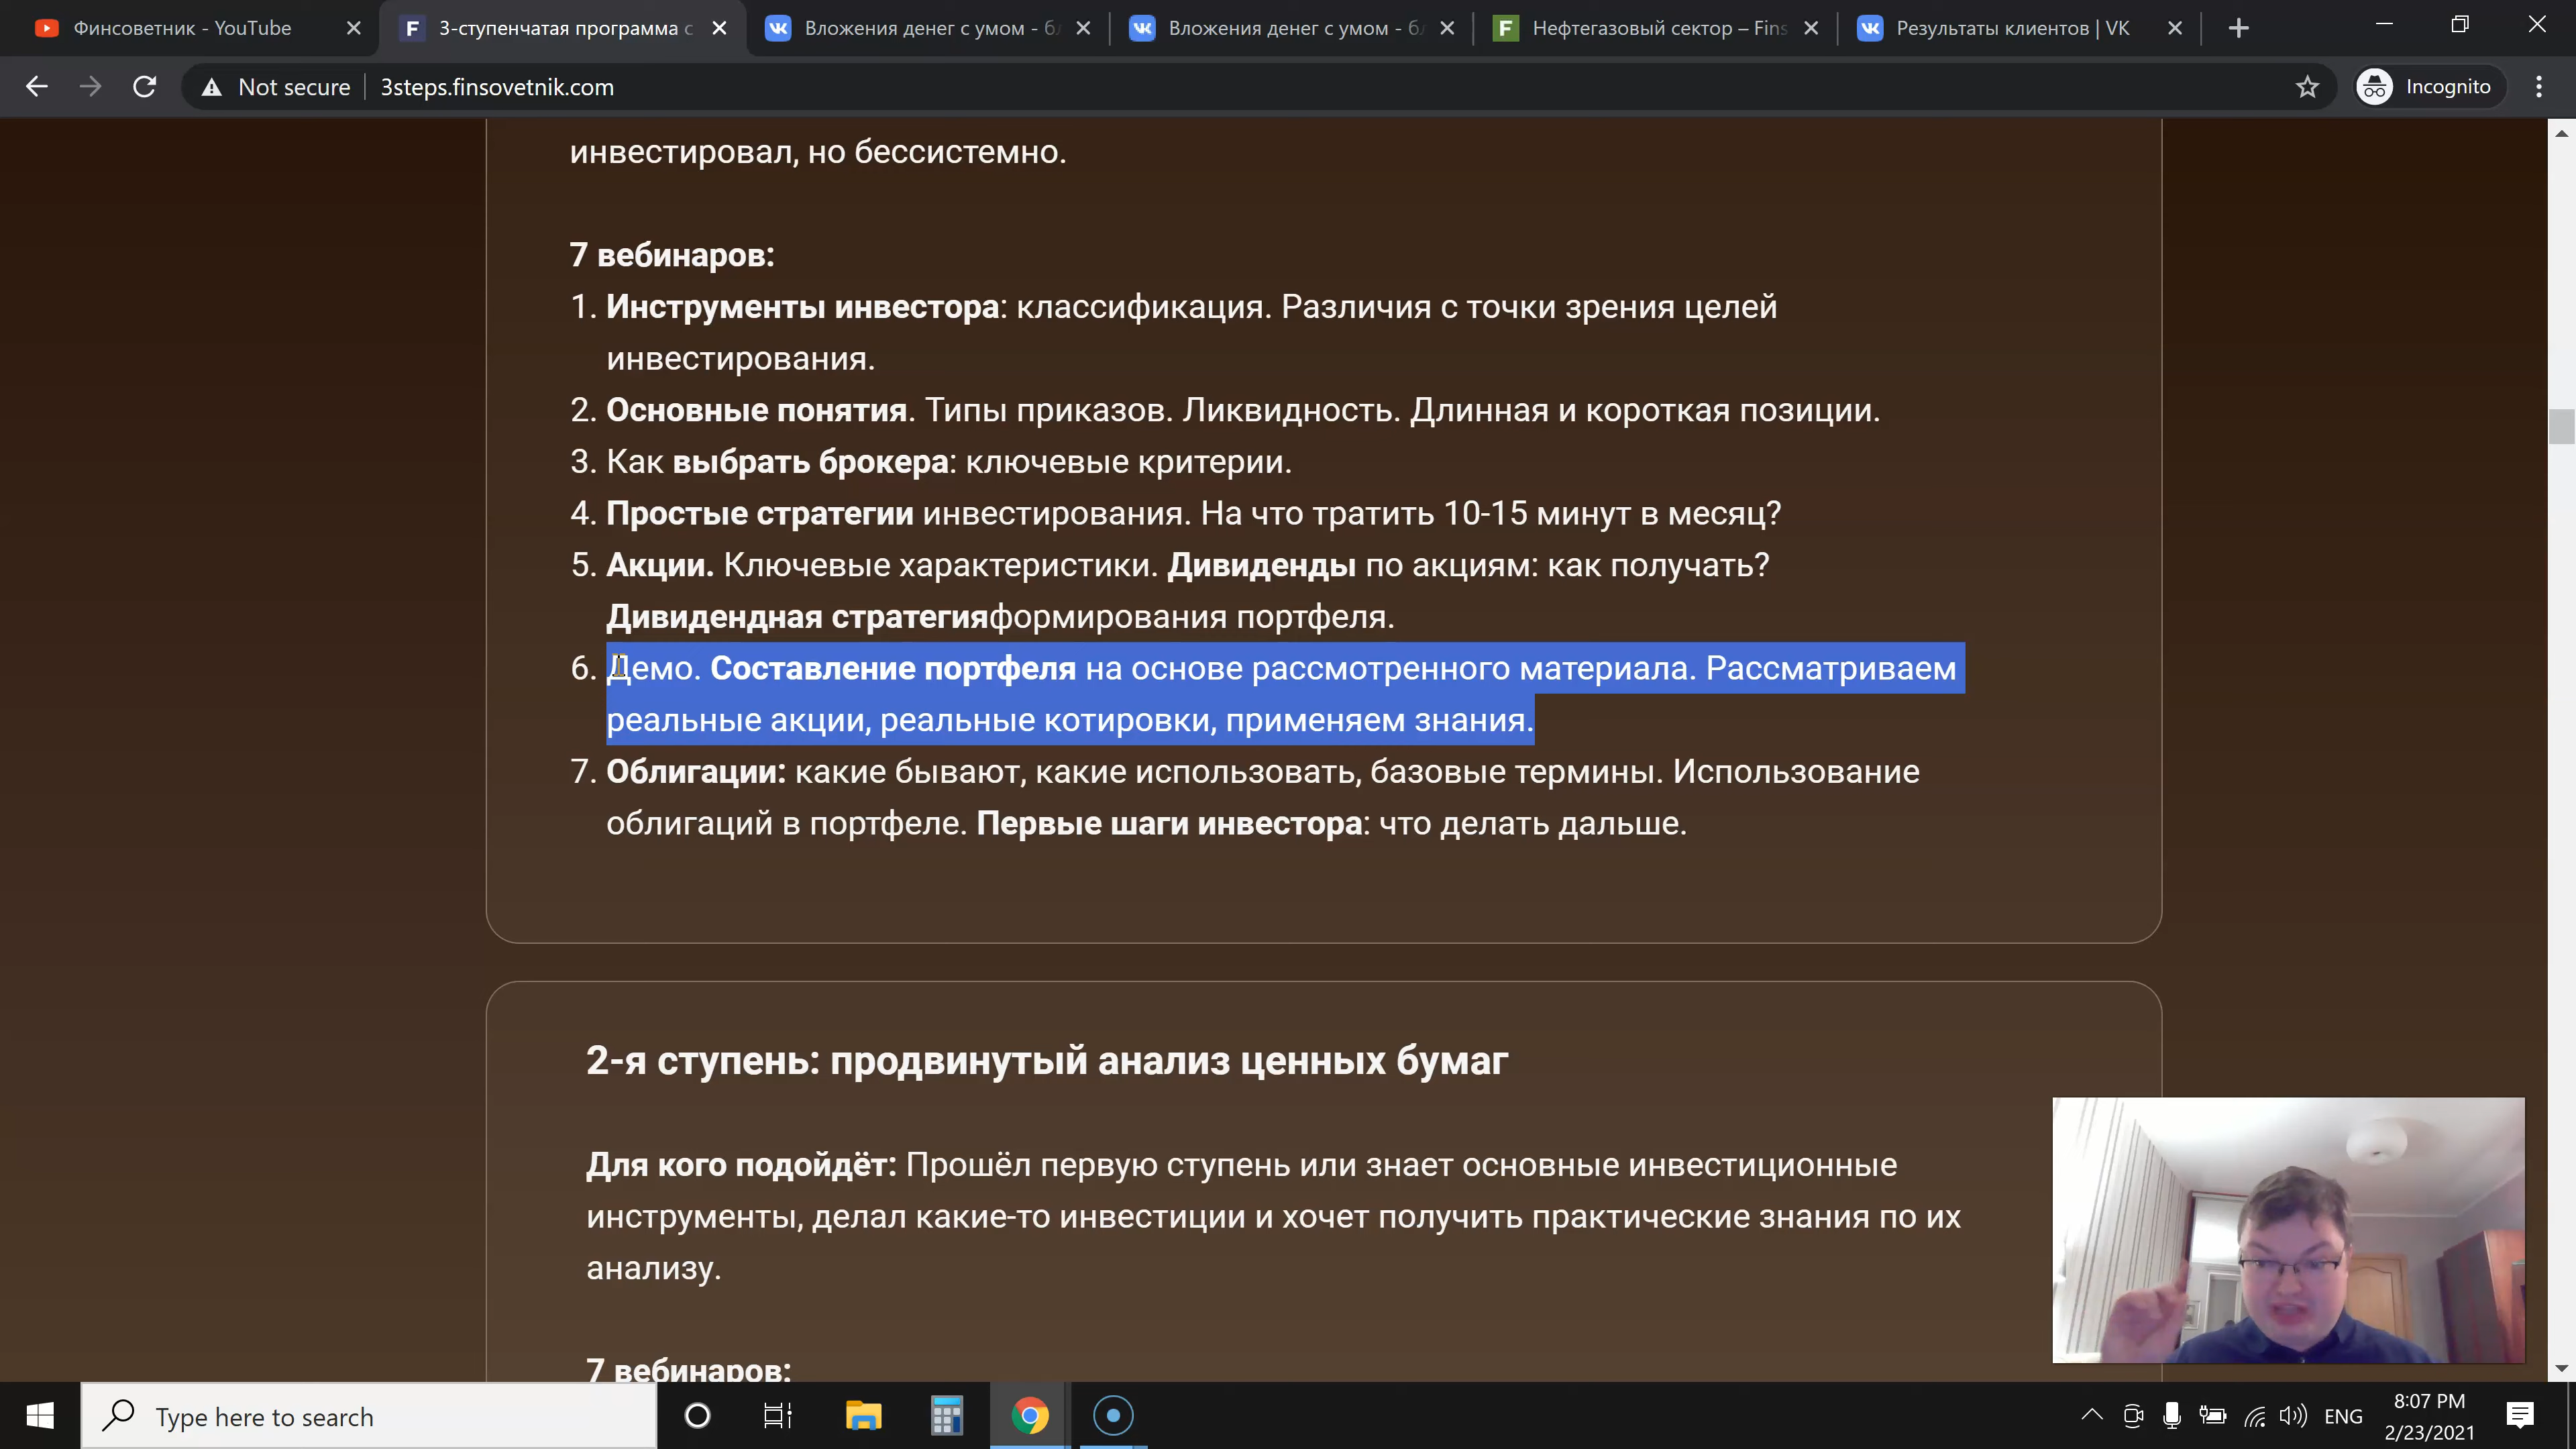 Финсоветник - YouTube
3-ступенчатая программа с
Вложения денег с умом - бл
Вложения денег с умом - бл
Нефтегазовый сектор – Fins
Результаты клиентов | VK
Not secure
3steps.finsovetnik.com
Incognito
инвестировал, но бессистемно.
7 вебинаров:
1. Инструменты инвестора: классификация. Различия с точки зрения целей
инвестирования.
2. Основные понятия. Типы приказов. Ликвидность. Длинная и короткая позиции.
3. Как выбрать брокера: ключевые критерии.
4. Простые стратегии инвестирования. На что тратить 10-15 минут в месяц?
5. Акции. Ключевые характеристики. Дивиденды по акциям: как получать?
Дивидендная стратегияформирования портфеля.
6. Демо. Составление портфеля на основе рассмотренного материала. Рассматриваем
реальные акции, реальные котировки, применяем знания.
7. Облигации: какие бывают, какие использовать, базовые термины. Использование
облигаций в портфеле. Первые шаги инвестора: что делать дальше.
2-я ступень: продвинутый анализ ценных бумаг
Для кого подойдёт: Прошёл первую ступень или знает основные инвестиционные
инструменты, делал какие-то инвестиции и хочет получить практические знания по их
анализу.
7 вебинаров:
Type here to search
ENG
8:07 PM
2/23/2021